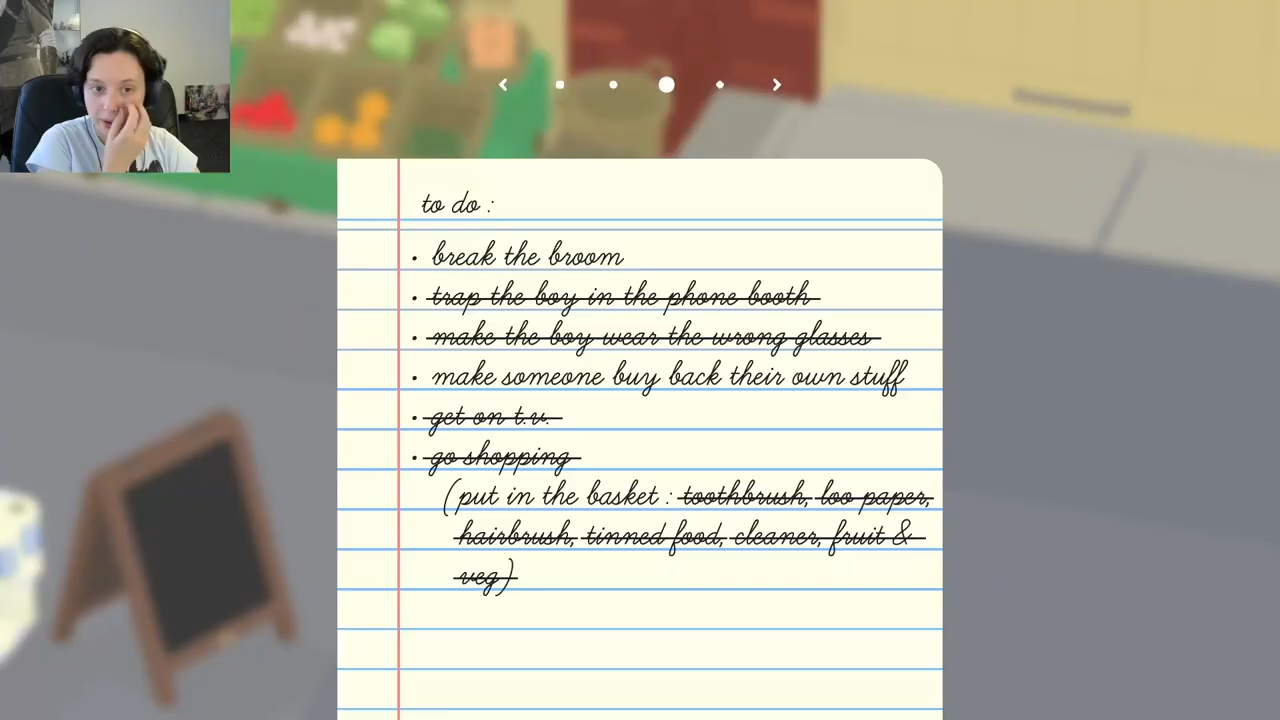 to do :
• break the broom
• trap the boy in the phone booth
• make the boy wear the wrong glasses
• make someone buy back their own stuff
• get on t.v.
• go shopping
(put in the basket : toothbrush, loo paper,
hairbrush, tinned food, cleaner, fruit &
veg)